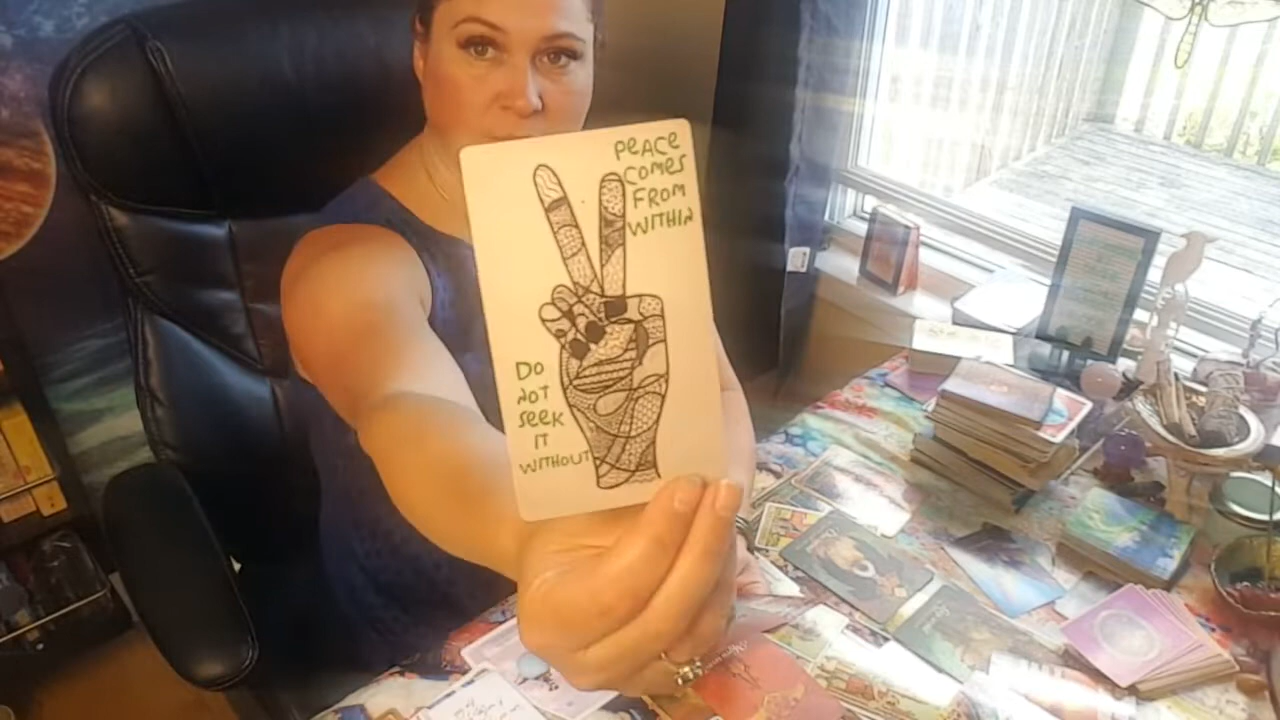 PeACe
COMes
FROM
WITHIN
DO
NOT
SeeK
IT
WITHOUT